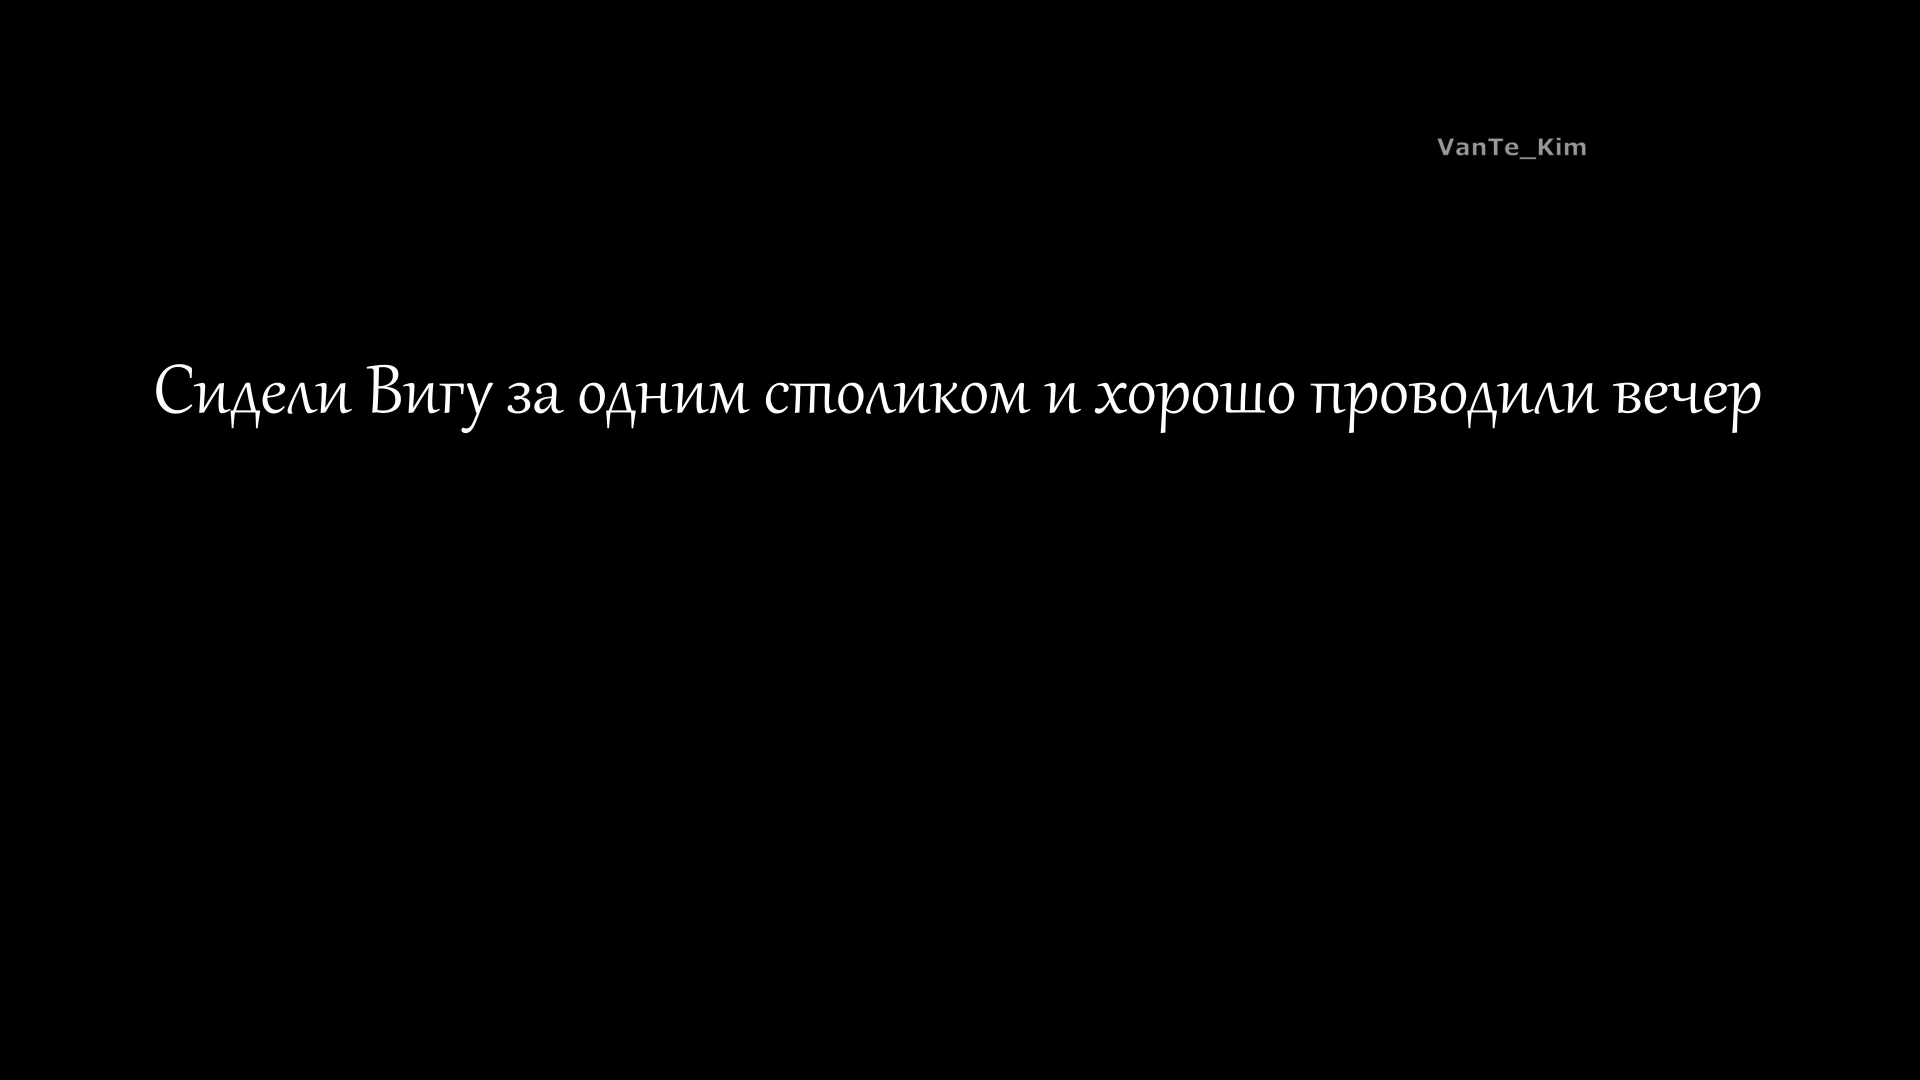 VanTe_Kim
Сидели Вигу за одним столиком и хорошо проводили вечер